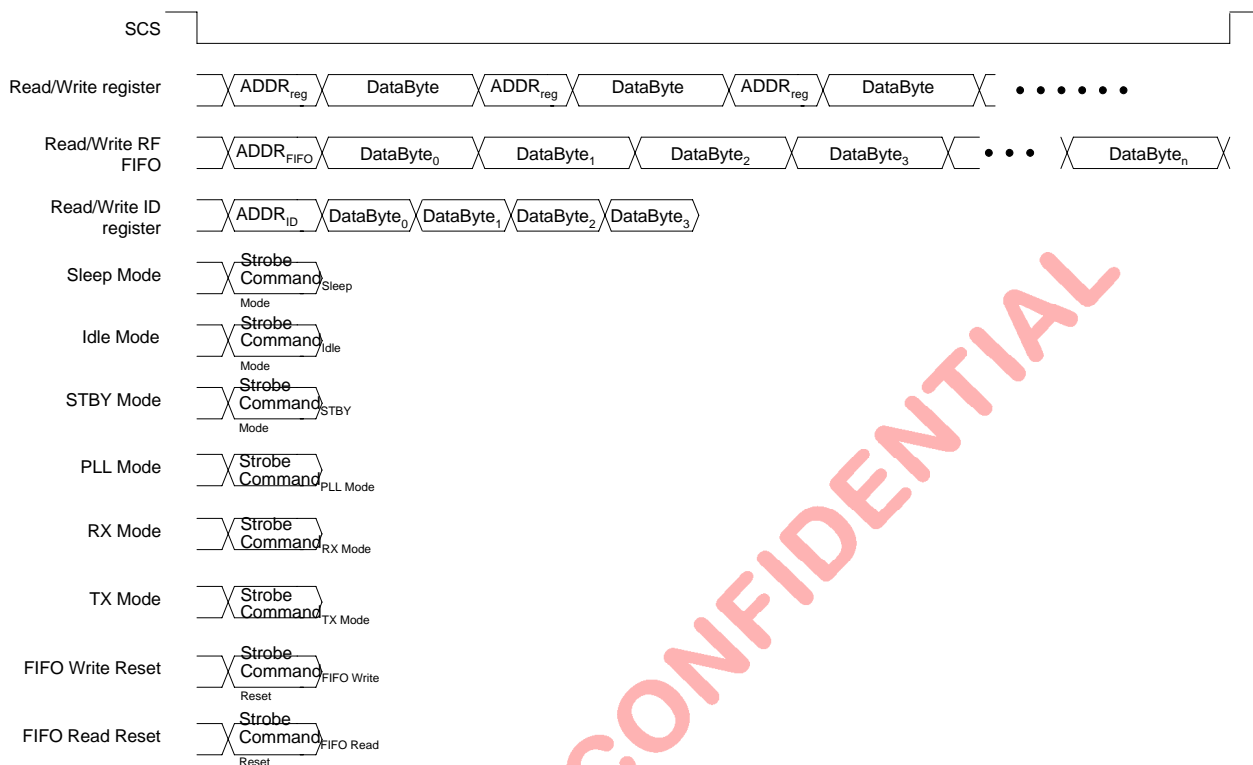 SCS
Read/Write register
ADDRreg DataByte ADDRreg DataByte ADDRreg DataByte
Read/Write RF
FIFO
ADDRFIFO DataByte0 DataByte1 DataByte2 DataByte3 DataByten
Read/Write ID
register
ADDRID DataByte0 DataByte1 DataByte2 DataByte3
Sleep Mode
Strobe
CommandSleep
Mode
Idle Mode
Strobe
CommandIdle
Mode
STBY Mode
Strobe
CommandSTBY
Mode
PLL Mode
Strobe
CommandPLL Mode
RX Mode
Strobe
CommandRX Mode
TX Mode
Strobe
CommandTX Mode
FIFO Write Reset
Strobe
CommandFIFO Write
Reset
FIFO Read Reset
Strobe
CommandFIFO Read
Reset
CONFIDENTIAL